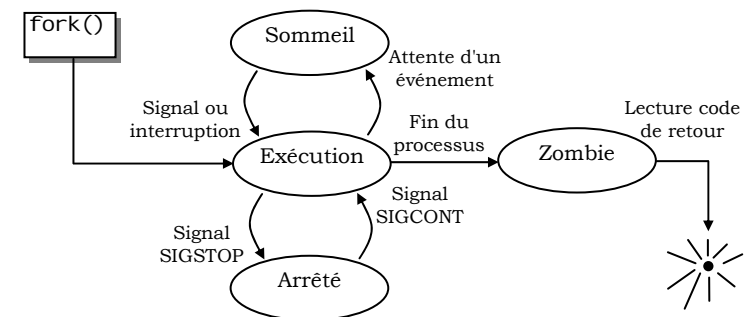 fork()
Sommeil
Attente d'un
événement
Signal ou
interruption
Exécution
Fin du
processus
Zombie
Lecture code
de retour
Signal
SIGSTOP
Signal
SIGCONT
Arrêté